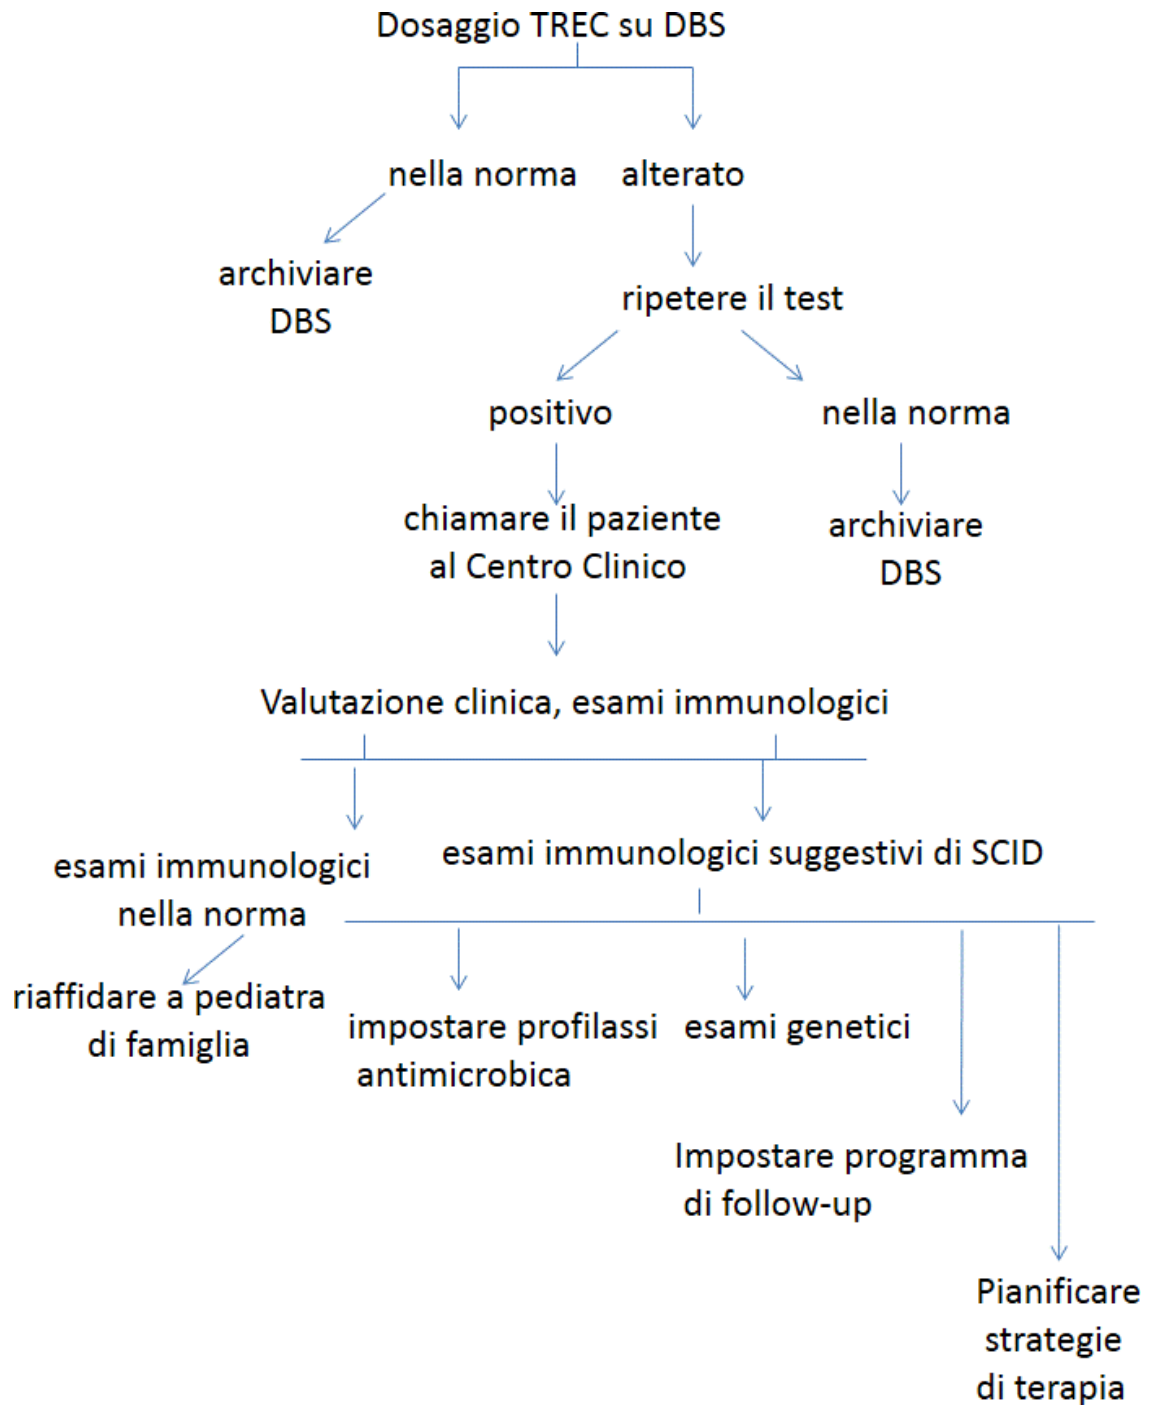 Dosaggio TREC su DBS
nella norma
alterato
archiviare
DBS
ripetere il test
positivo
nella norma
chiamare il paziente
al Centro Clinico
archiviare
DBS
Valutazione clinica, esami immunologici
esami immunologici
nella norma
esami immunologici suggestivi di SCID
riaffidare a pediatra
di famiglia
impostare profilassi
antimicrobica
esami genetici
Impostare programma
di follow-up
Pianificare
strategie
di terapia